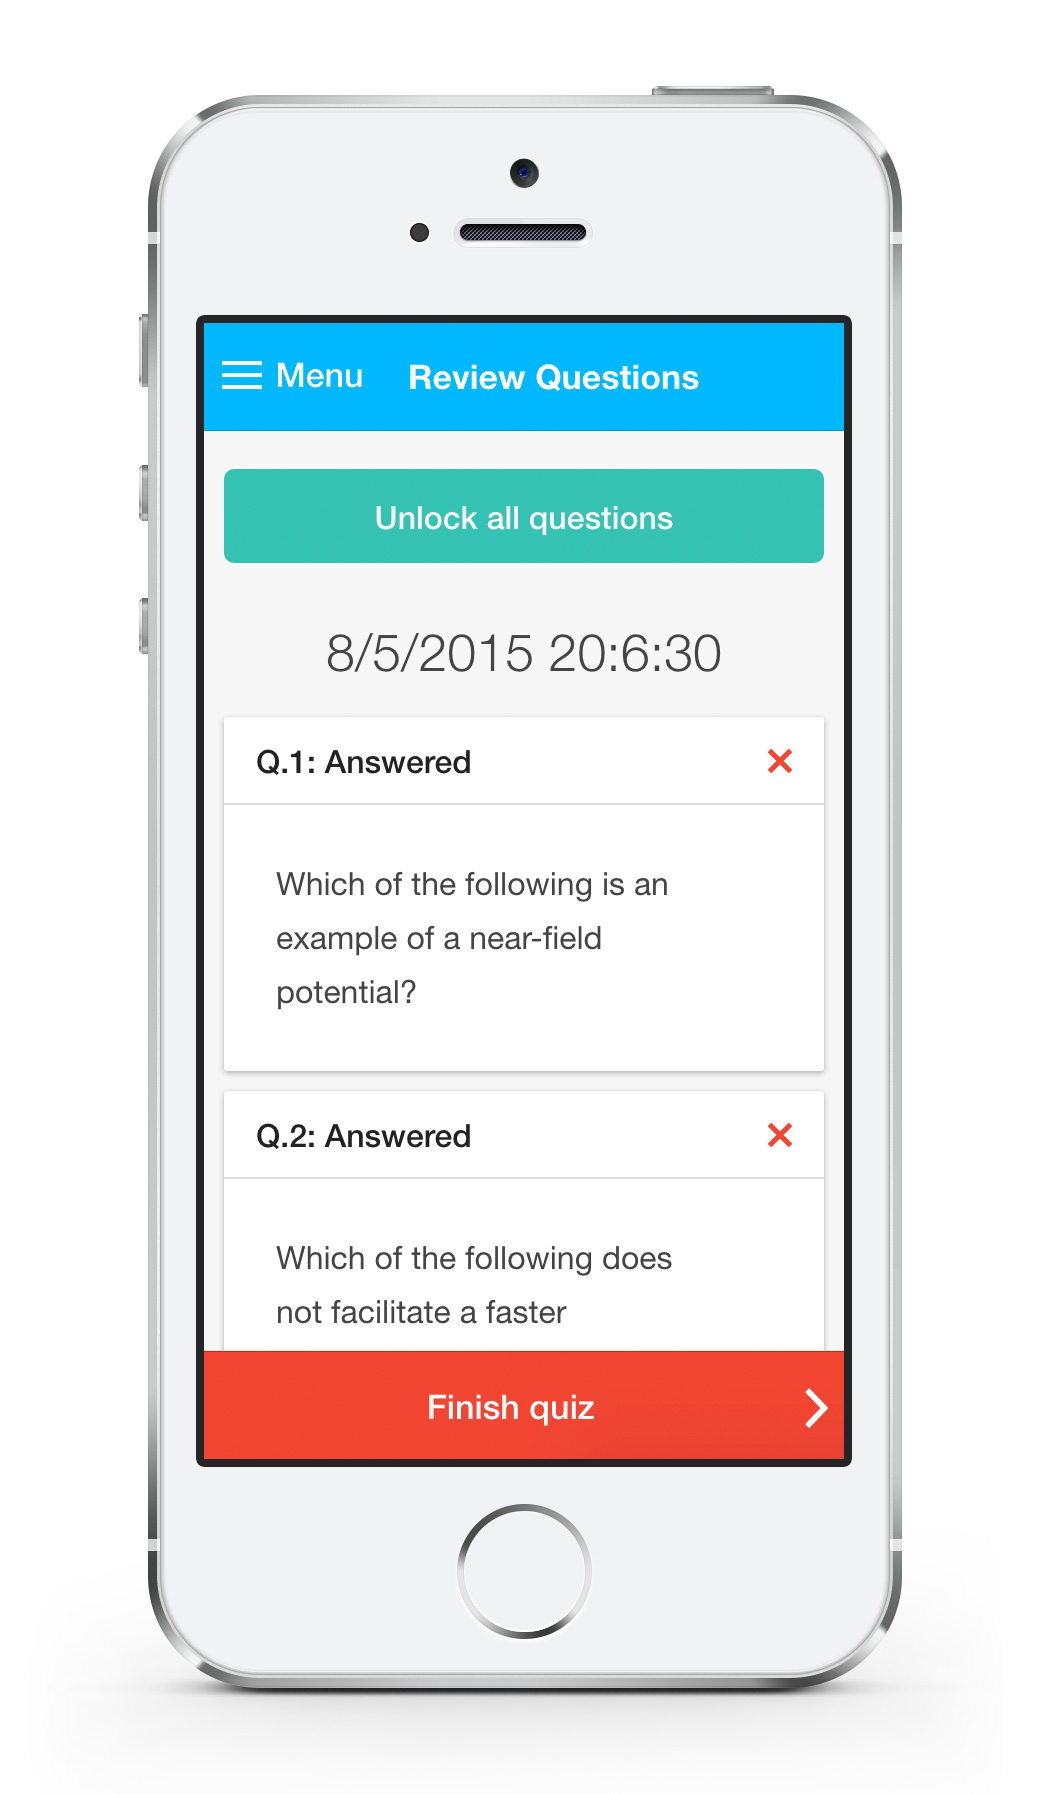 Menu
Review Questions
Unlock all questions
8/5/2015 20:6:30
Q.1: Answered
Which of the following is an
example of a near-field
potential?
Q.2: Answered
Which of the following does
not facilitate a faster
Finish quiz